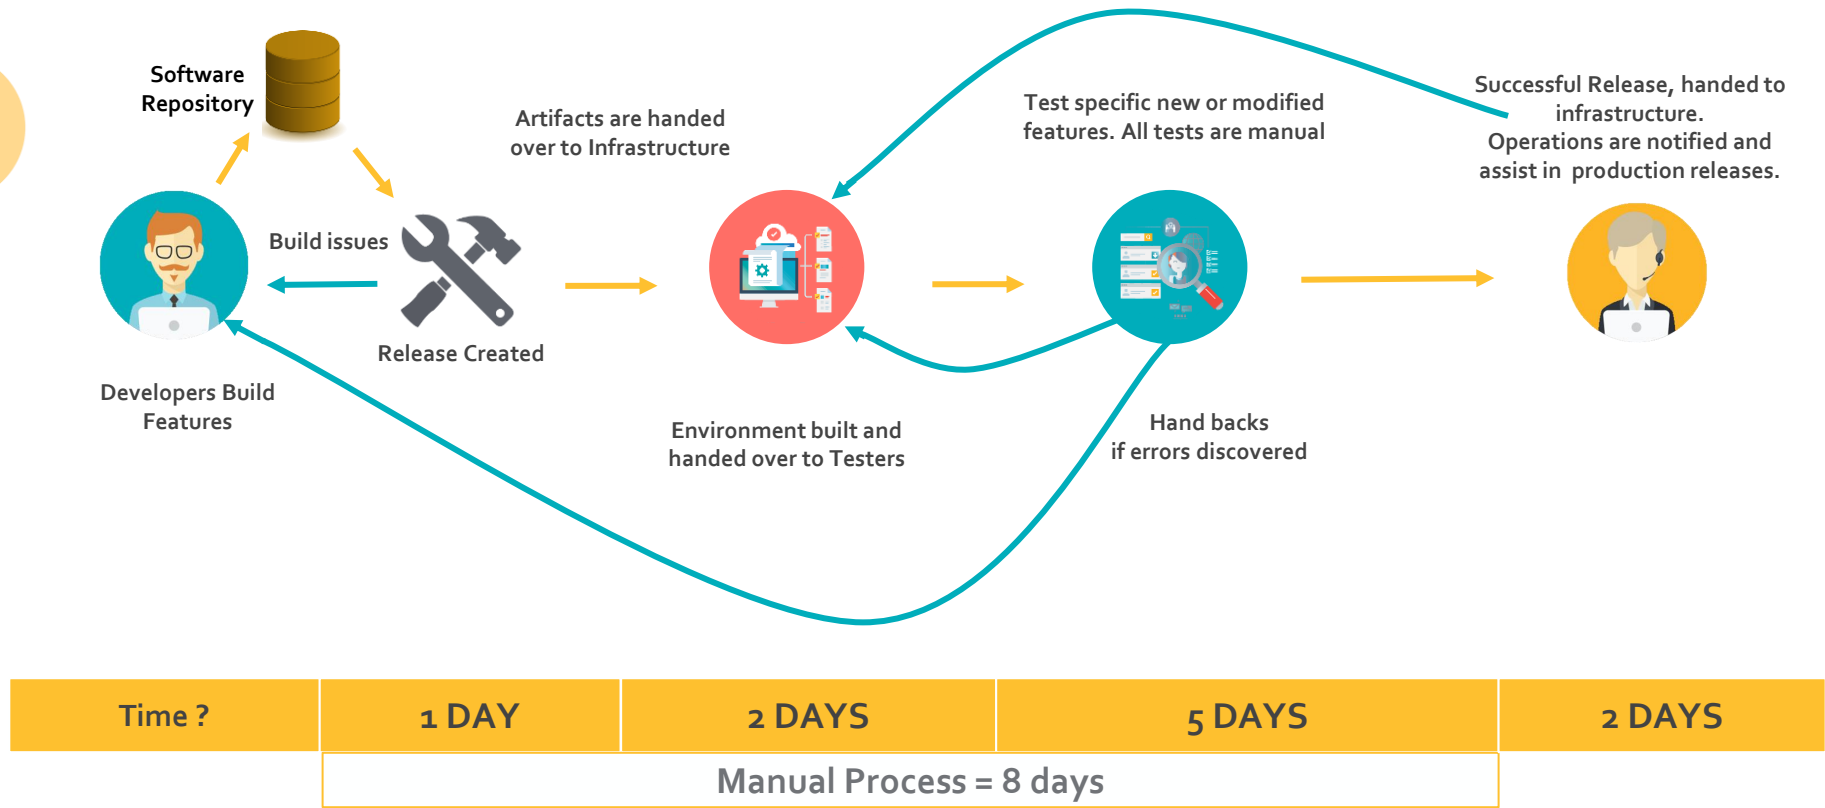 Software
Repository
Artifacts are handed
over to Infrastructure
Test specific new or modified
features. All tests are manual
Successful Release, handed to
infrastructure.
Operations are notified and
assist in production releases.
Build issues
Release Created
Developers Build
Features
Environment built and
handed over to Testers
Hand backs
if errors discovered
Time ?
1 DAY
2 DAYS
5 DAYS
2 DAYS
Manual Process = 8 days